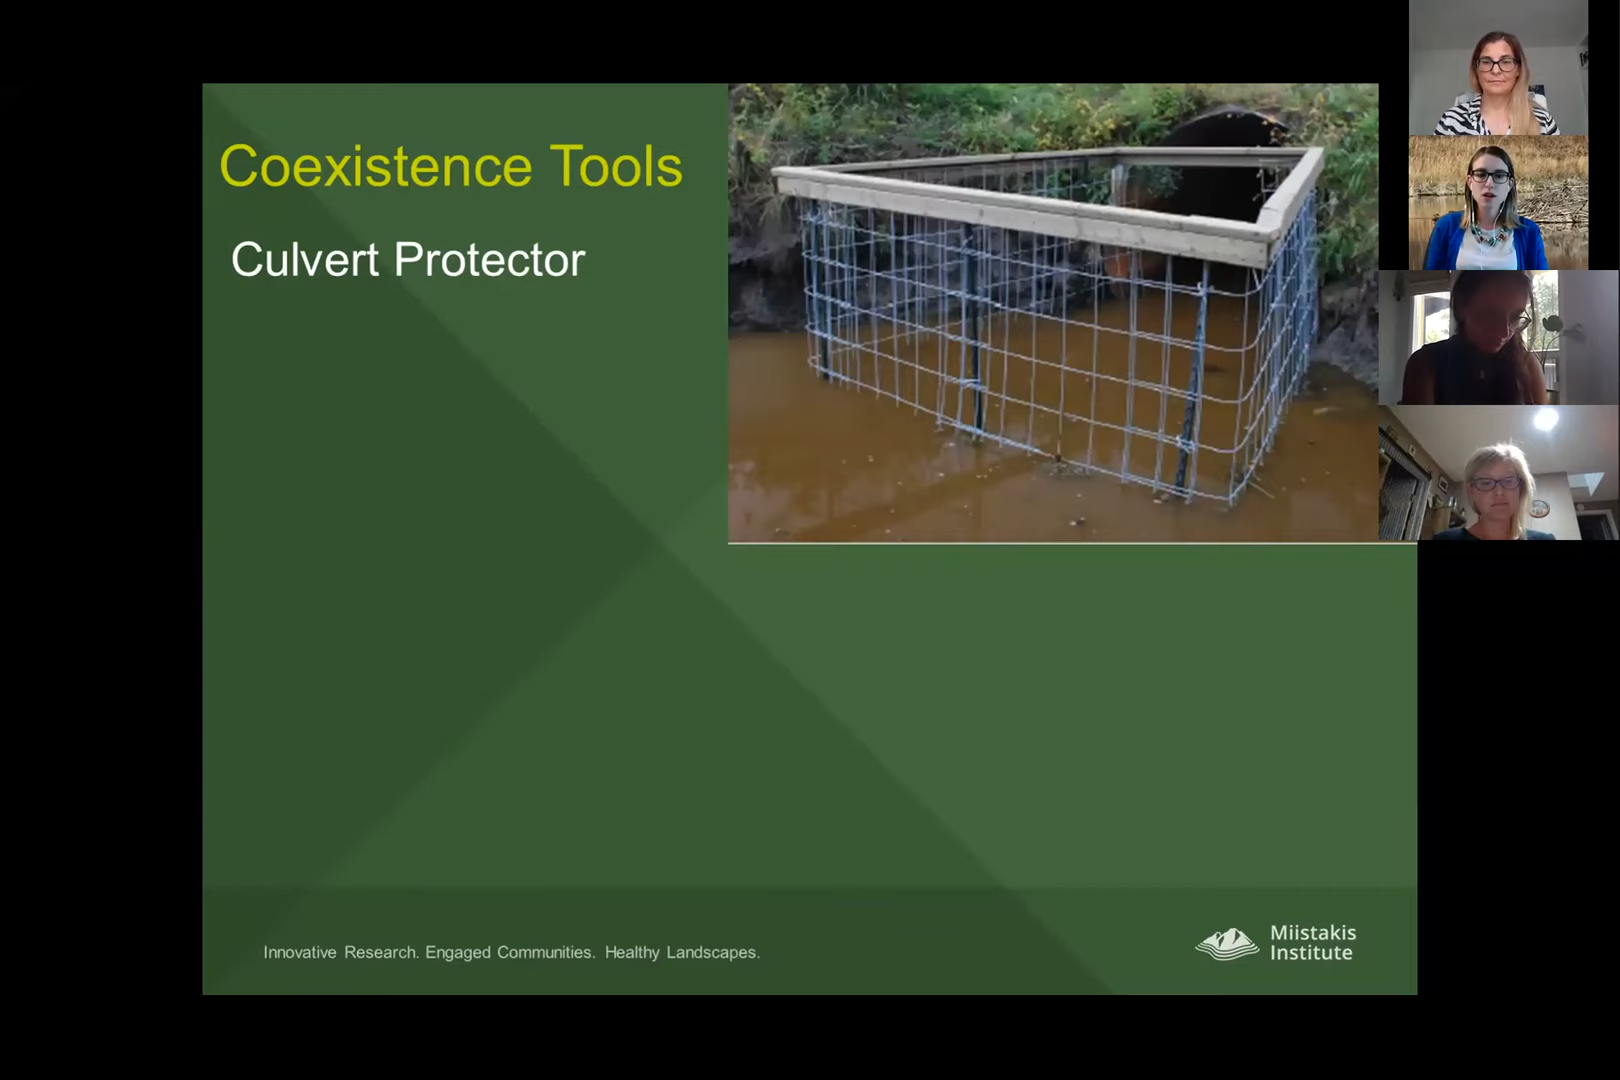 Coexistence Tools
Culvert Protector
Innovative Research. Engaged Communities. Healthy Landscapes.
Miistakis
Institute